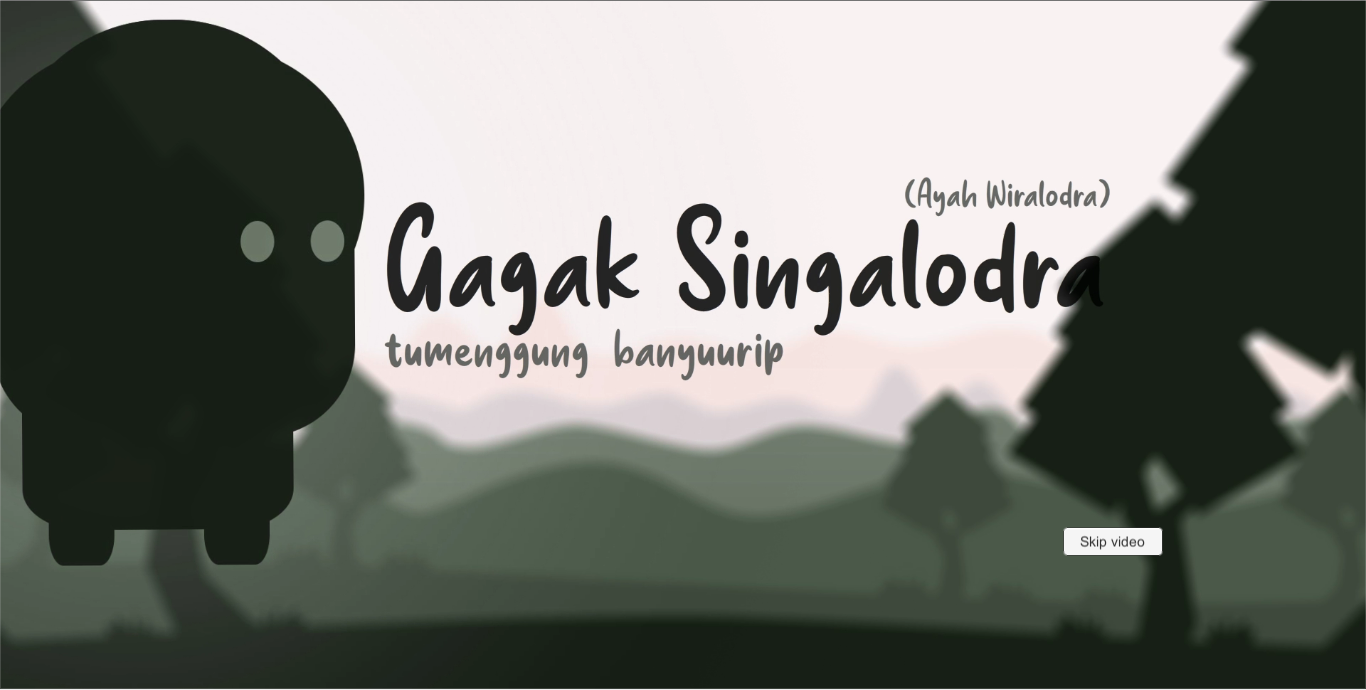 (Ayah Wiralodra)
Gagak Singalodra
tumenggung banyuurip
Skip video